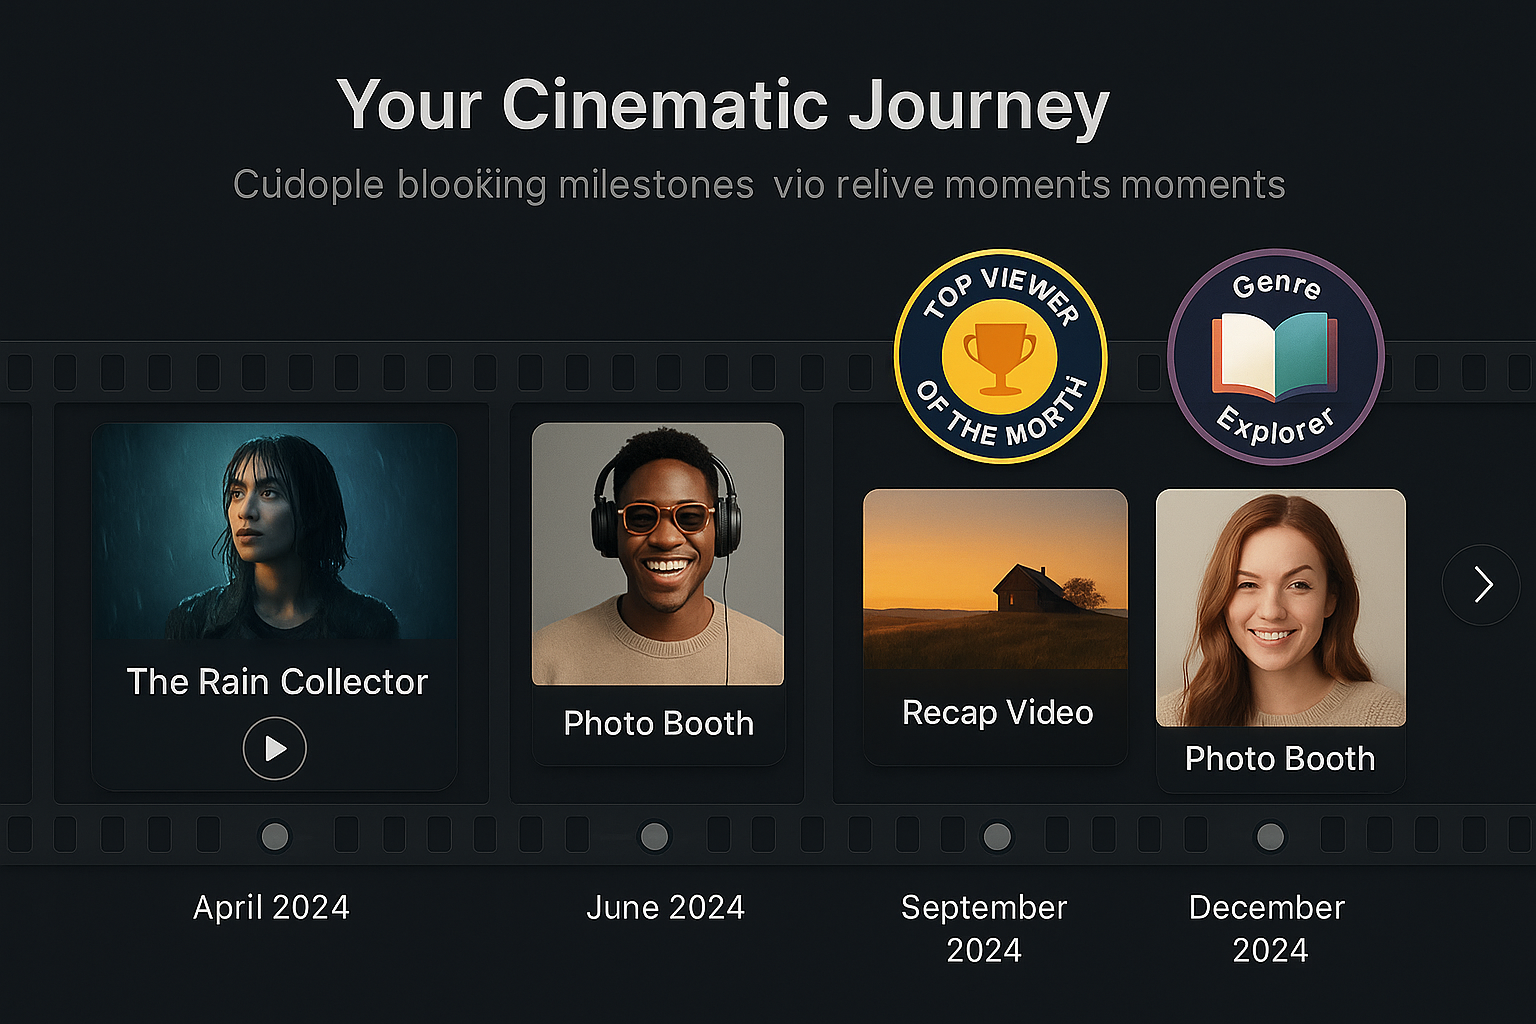 Your Cinematic Journey
Cudople blooking milestones vio relive moments moments
TOP VIEWER
OF THE MORTH
Genre
Explorer
The Rain Collector
Photo Booth
Recap Video
Photo Booth
April 2024
June 2024
September
2024
December
2024